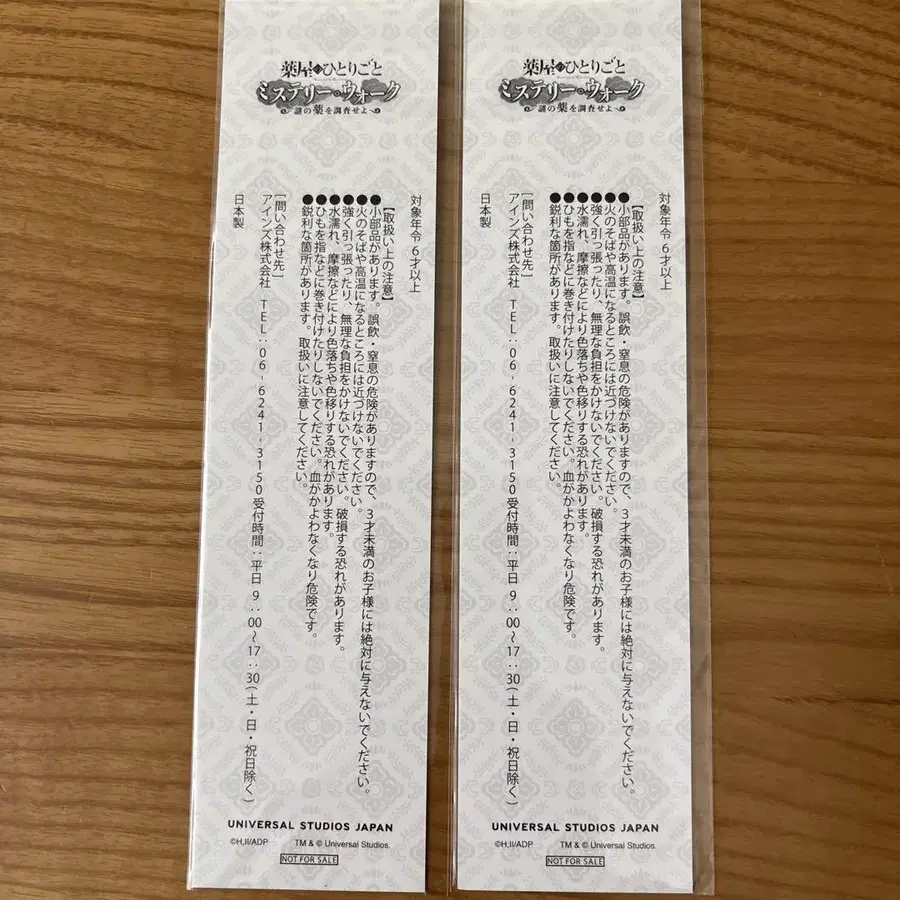 薬屋のひとりごと
ミステリー・ウォーク
謎の薬を調査せよ
対象年令 6才以上
【取扱い上の注意】
●小部品があります。誤飲・窒息の危険がありますので、3才未満のお子様には絶対に与えないでください。
●火のそばや高温になるところには近づけないでください。
●強く引っ張ったり、無理な負担をかけないでください。破損する恐れがあります。
●水濡れ、摩擦などにより色落ちや色移りする恐れがあります。
●ひもを指などに巻き付けたりしないでください。血がかよわなくなり危険です。
●鋭利な箇所があります。取扱いに注意してください。
[問い合わせ先]
アインズ株式会社 TEL:06-6241-3150受付時間:平日9:00~17:30(土・日・祝日除く)
日本製
UNIVERSAL STUDIOS JAPAN
©H,II/ADP TM & © Universal Studios.
NOT FOR SALE
薬屋のひとりごと
ミステリー・ウォーク
謎の薬を調査せよ
対象年令 6才以上
【取扱い上の注意】
●小部品があります。誤飲・窒息の危険がありますので、3才未満のお子様には絶対に与えないでください。
●火のそばや高温になるところには近づけないでください。
●強く引っ張ったり、無理な負担をかけないでください。破損する恐れがあります。
●水濡れ、摩擦などにより色落ちや色移りする恐れがあります。
●ひもを指などに巻き付けたりしないでください。血がかよわなくなり危険です。
●鋭利な箇所があります。取扱いに注意してください。
[問い合わせ先]
アインズ株式会社 TEL:06-6241-3150受付時間:平日9:00~17:30(土・日・祝日除く)
日本製
UNIVERSAL STUDIOS JAPAN
©H,II/ADP TM & © Universal Studios.
NOT FOR SALE